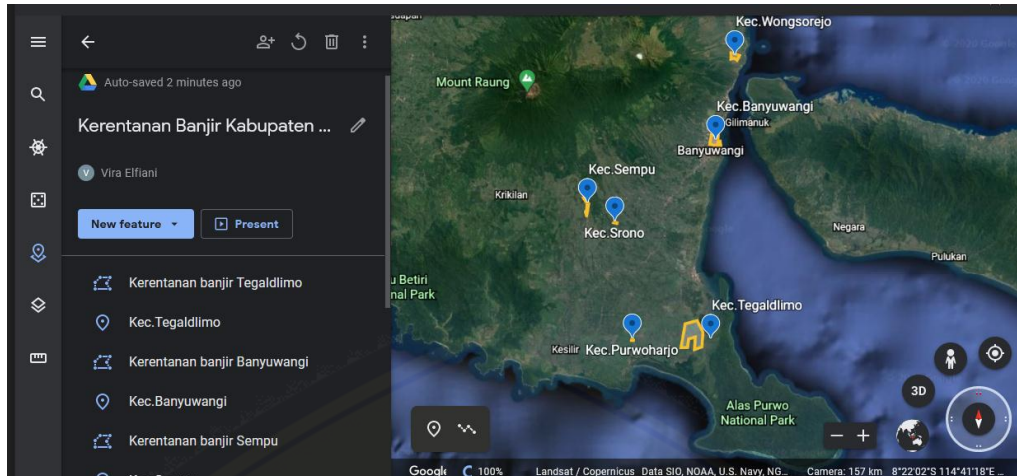 Auto-saved 2 minutes ago
Kerentanan Banjir Kabupaten ...
V
Vira Elfiani
New feature
Present
Kerentanan banjir Tegaldlimo
Kec.Tegaldlimo
Kerentanan banjir Banyuwangi
Kec.Banyuwangi
Kerentanan banjir Sempu
Kec.Wongsorejo
Mount Raung
Kec.Banyuwangi
Gilimanuk
Banyuwangi
Kec.Sempu
Krikilan
Kec.Srono
Negara
Pulukan
u Betiri
nal Park
Kec.Tegaldlimo
Kesilir
Kec.Purwoharjo
Alas Purwo
National Park
3D
Google
100%
Landsat / Copernicus Data SIO, NOAA, U.S. Navy, NG...
Camera: 157 km 8°22'02"S 114°41'18"E ...